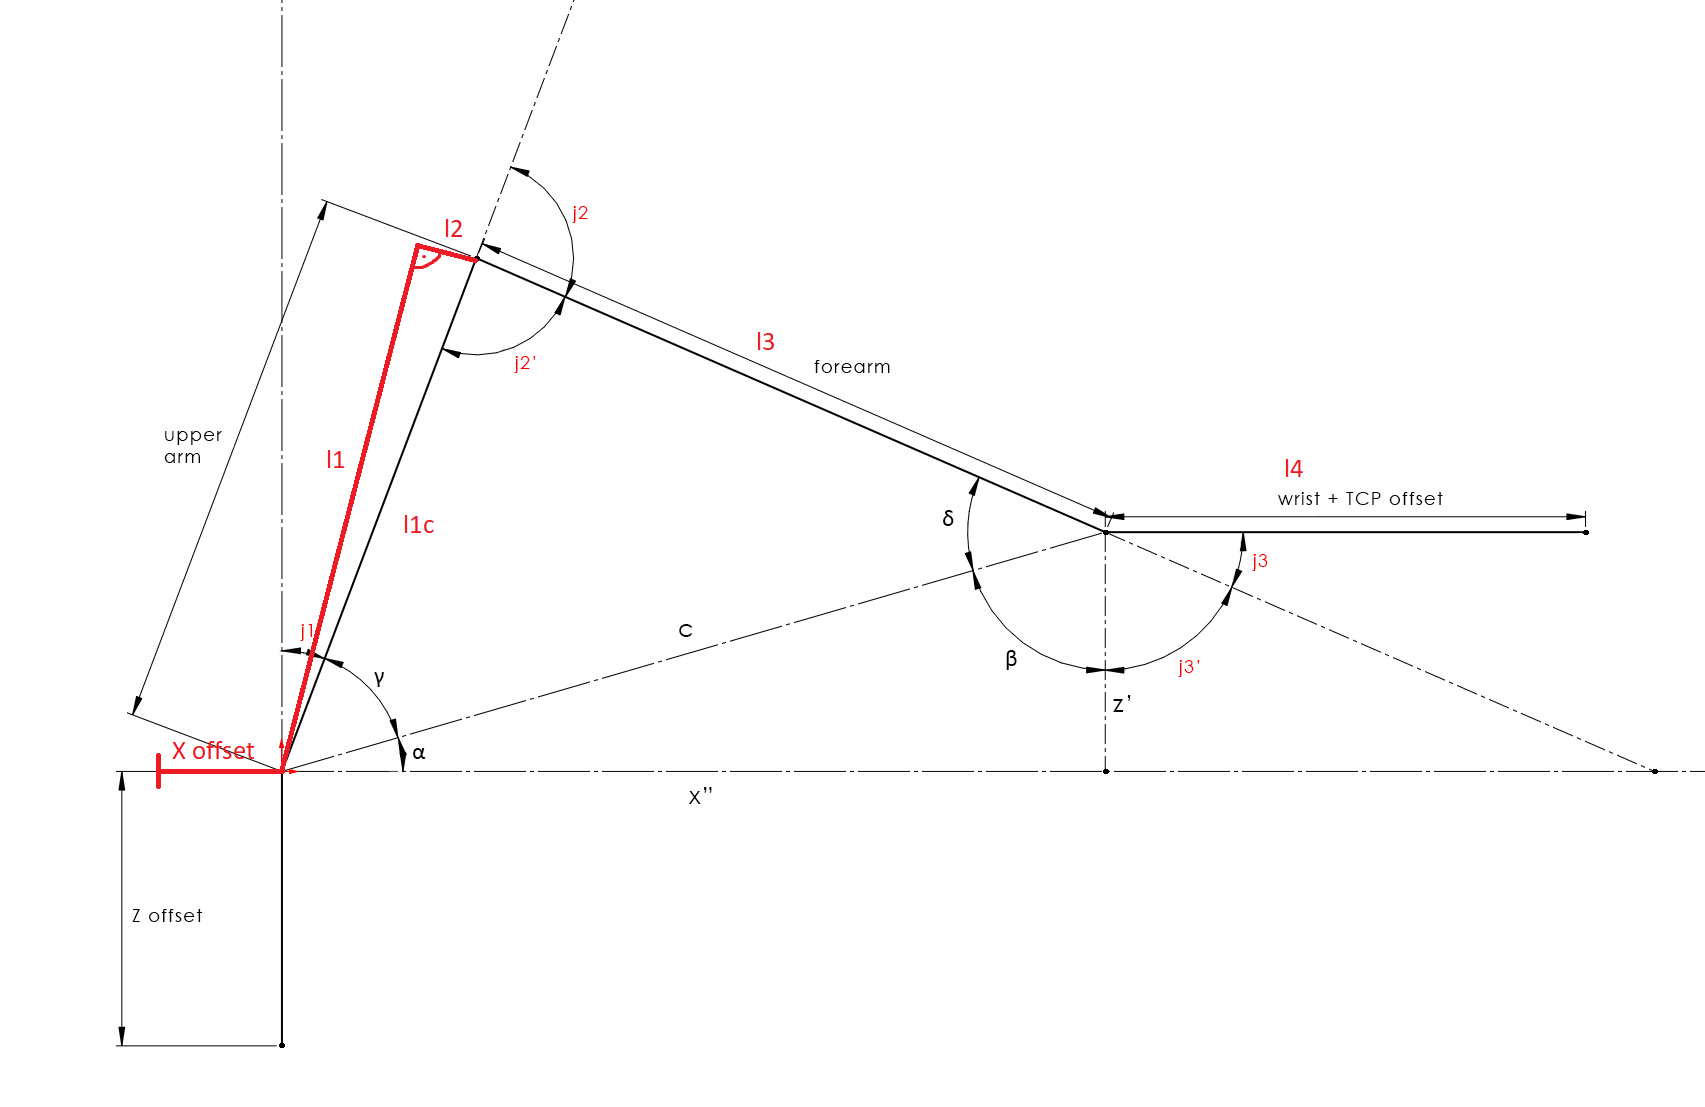 j2
l2
j2'
l3
forearm
upper
arm
l1
l4
wrist + TCP offset
l1c
δ
j3
C
j1
β
j3'
γ
Z'
X offset
α
X"
Z offset